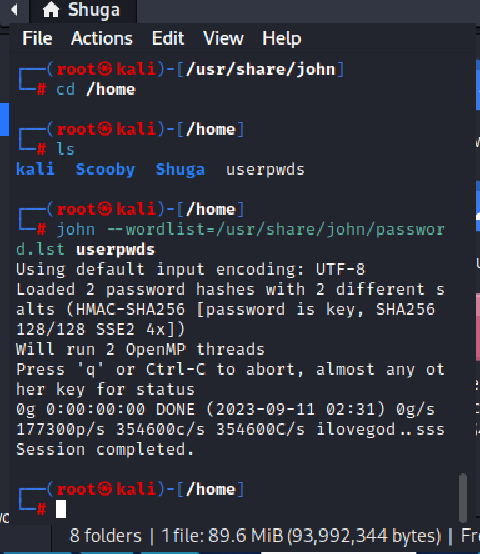 Shuga
File Actions Edit View Help
┌──(root㉿kali)-[/usr/share/john]
└─# cd /home
┌──(root㉿kali)-[/home]
└─# ls
kali Scooby Shuga userpwds
┌──(root㉿kali)-[/home]
└─# john --wordlist=/usr/share/john/passwor
d.lst userpwds
Using default input encoding: UTF-8
Loaded 2 password hashes with 2 different s
alts (HMAC-SHA256 [password is key, SHA256
128/128 SSE2 4x])
Will run 2 OpenMP threads
Press 'q' or Ctrl-C to abort, almost any ot
her key for status
0g 0:00:00:00 DONE (2023-09-11 02:31) 0g/s
177300p/s 354600c/s 354600C/s ilovegod..sss
Session completed.
┌──(root㉿kali)-[/home]
└─#
8 folders | 1 file: 89.6 MiB (93,992,344 bytes) | Fre